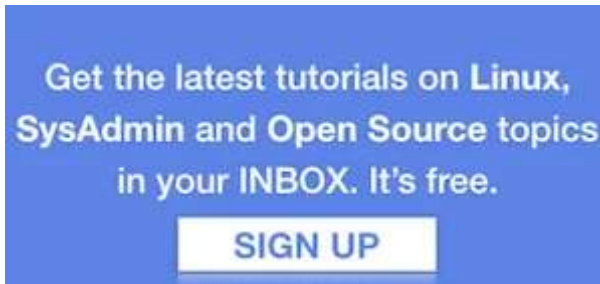 Get the latest tutorials on Linux,
SysAdmin and Open Source topics
in your INBOX. It's free.
SIGN UP